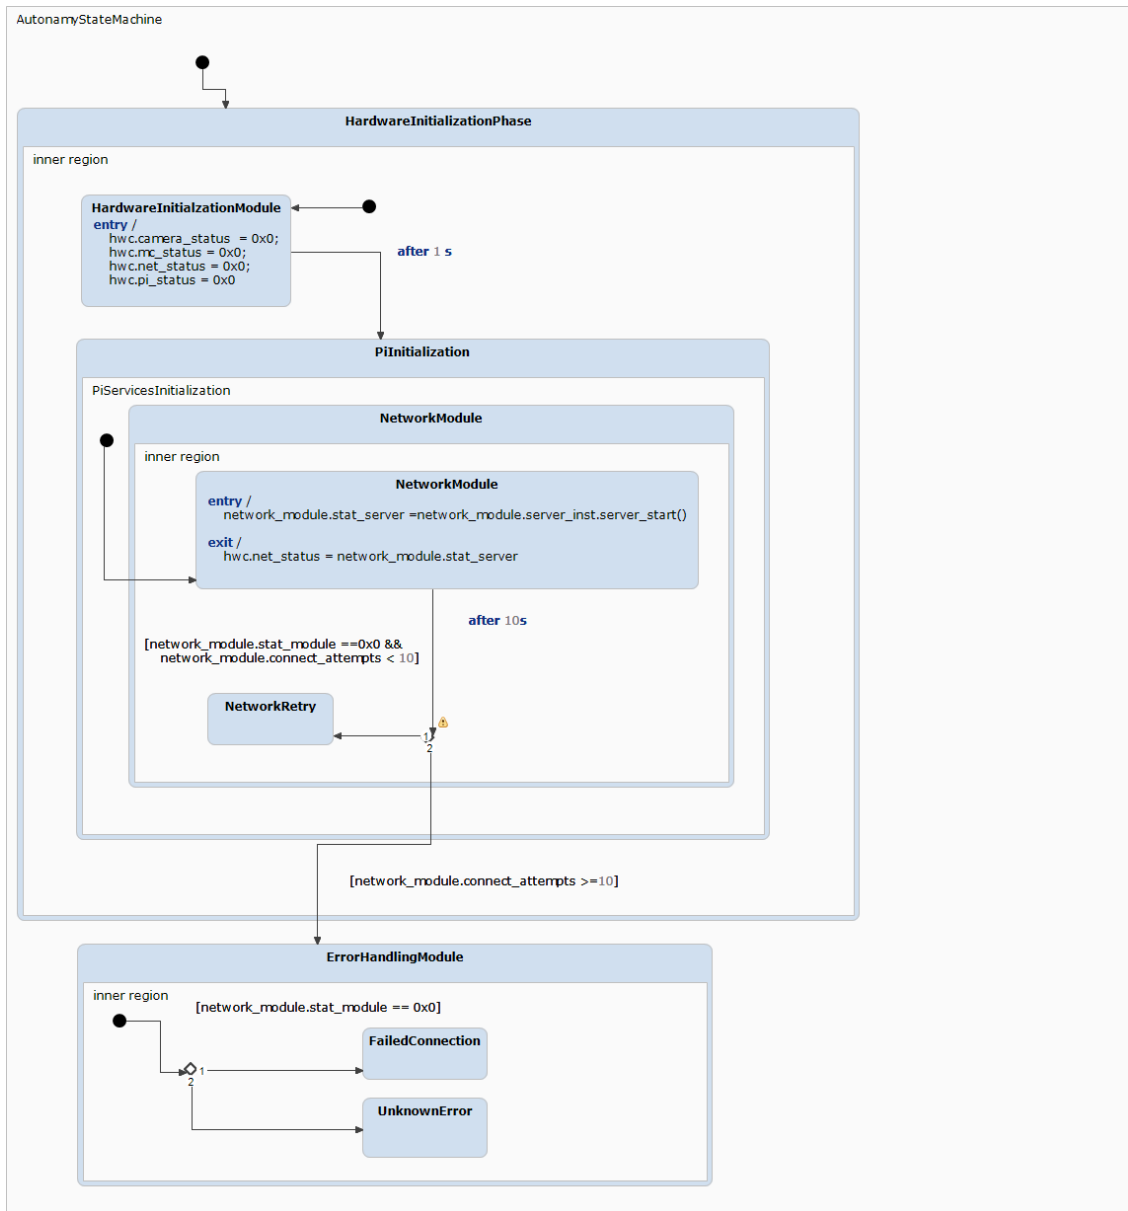 AutonamyStateMachine
HardwareInitializationPhase
inner region
HardwareInitialzationModule
entry /
hwc.camera_status  = 0x0;
hwc.mc_status = 0x0;
hwc.net_status = 0x0;
hwc.pi_status = 0x0
after 1 s
PiInitialization
PiServicesInitialization
NetworkModule
inner region
NetworkModule
entry /
network_module.stat_server =network_module.server_inst.server_start()
exit /
hwc.net_status = network_module.stat_server
after 10s
[network_module.stat_module ==0x0 &&
network_module.connect_attempts < 10]
NetworkRetry
1
2
[network_module.connect_attempts >=10]
ErrorHandlingModule
inner region
[network_module.stat_module == 0x0]
FailedConnection
1
2
UnknownError